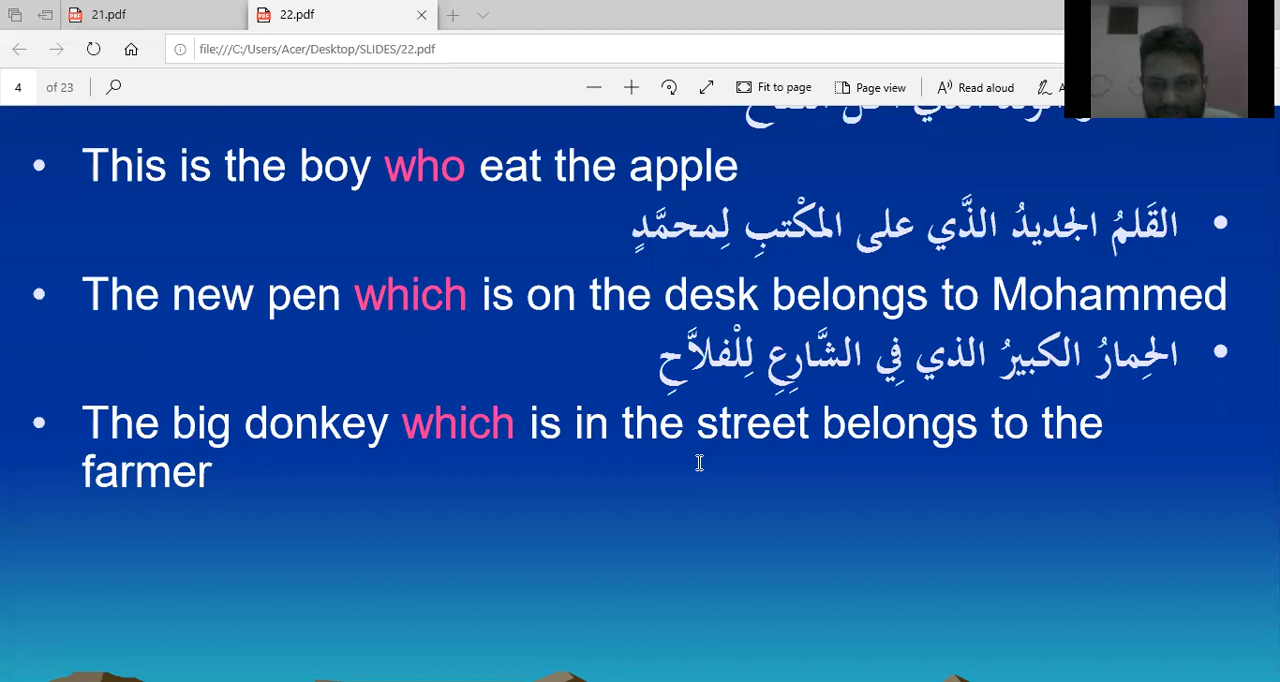 21.pdf
22.pdf
file:///C:/Users/Acer/Desktop/SLIDES/22.pdf
4 of 23
Fit to page
Page view
Read aloud
This is the boy who eat the apple
القَلمُ الجديدُ الذَّي على المكْتبِ لِمحمَّدٍ
The new pen which is on the desk belongs to Mohammed
الحِمارُ الكبيرُ الذي فِي الشَّارِعِ لِلْفلاَّحِ
The big donkey which is in the street belongs to the
farmer